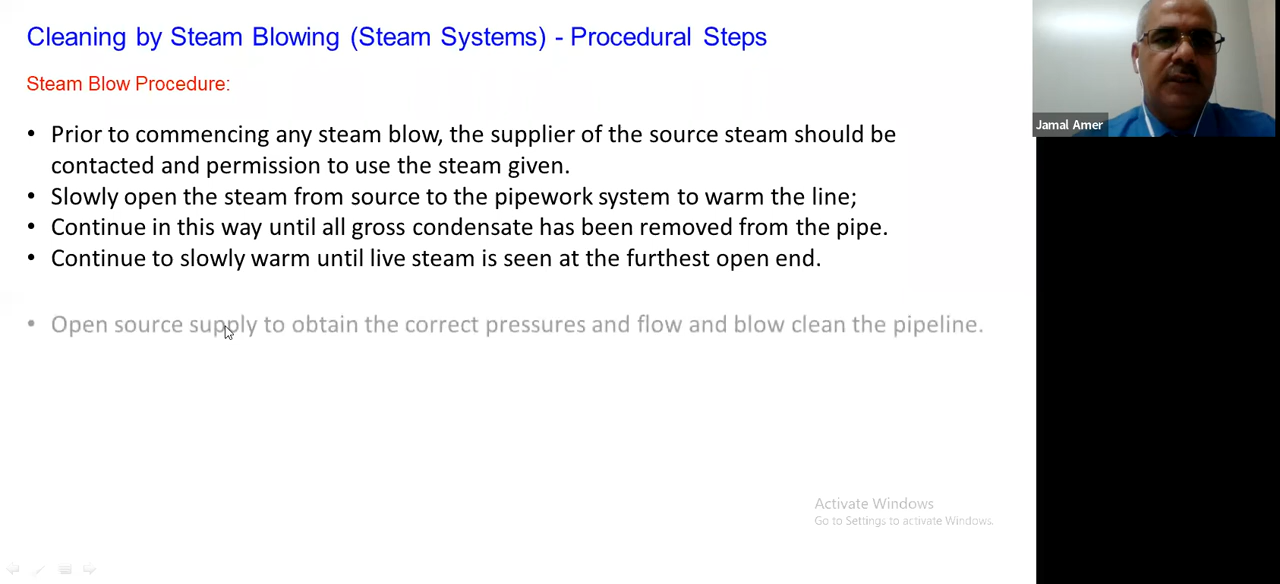 Cleaning by Steam Blowing (Steam Systems) - Procedural Steps
Steam Blow Procedure:
• Prior to commencing any steam blow, the supplier of the source steam should be
contacted and permission to use the steam given.
• Slowly open the steam from source to the pipework system to warm the line;
• Continue in this way until all gross condensate has been removed from the pipe.
• Continue to slowly warm until live steam is seen at the furthest open end.
• Open source supply to obtain the correct pressures and flow and blow clean the pipeline.
Jamal Amer
Activate Windows
Go to Settings to activate Windows.